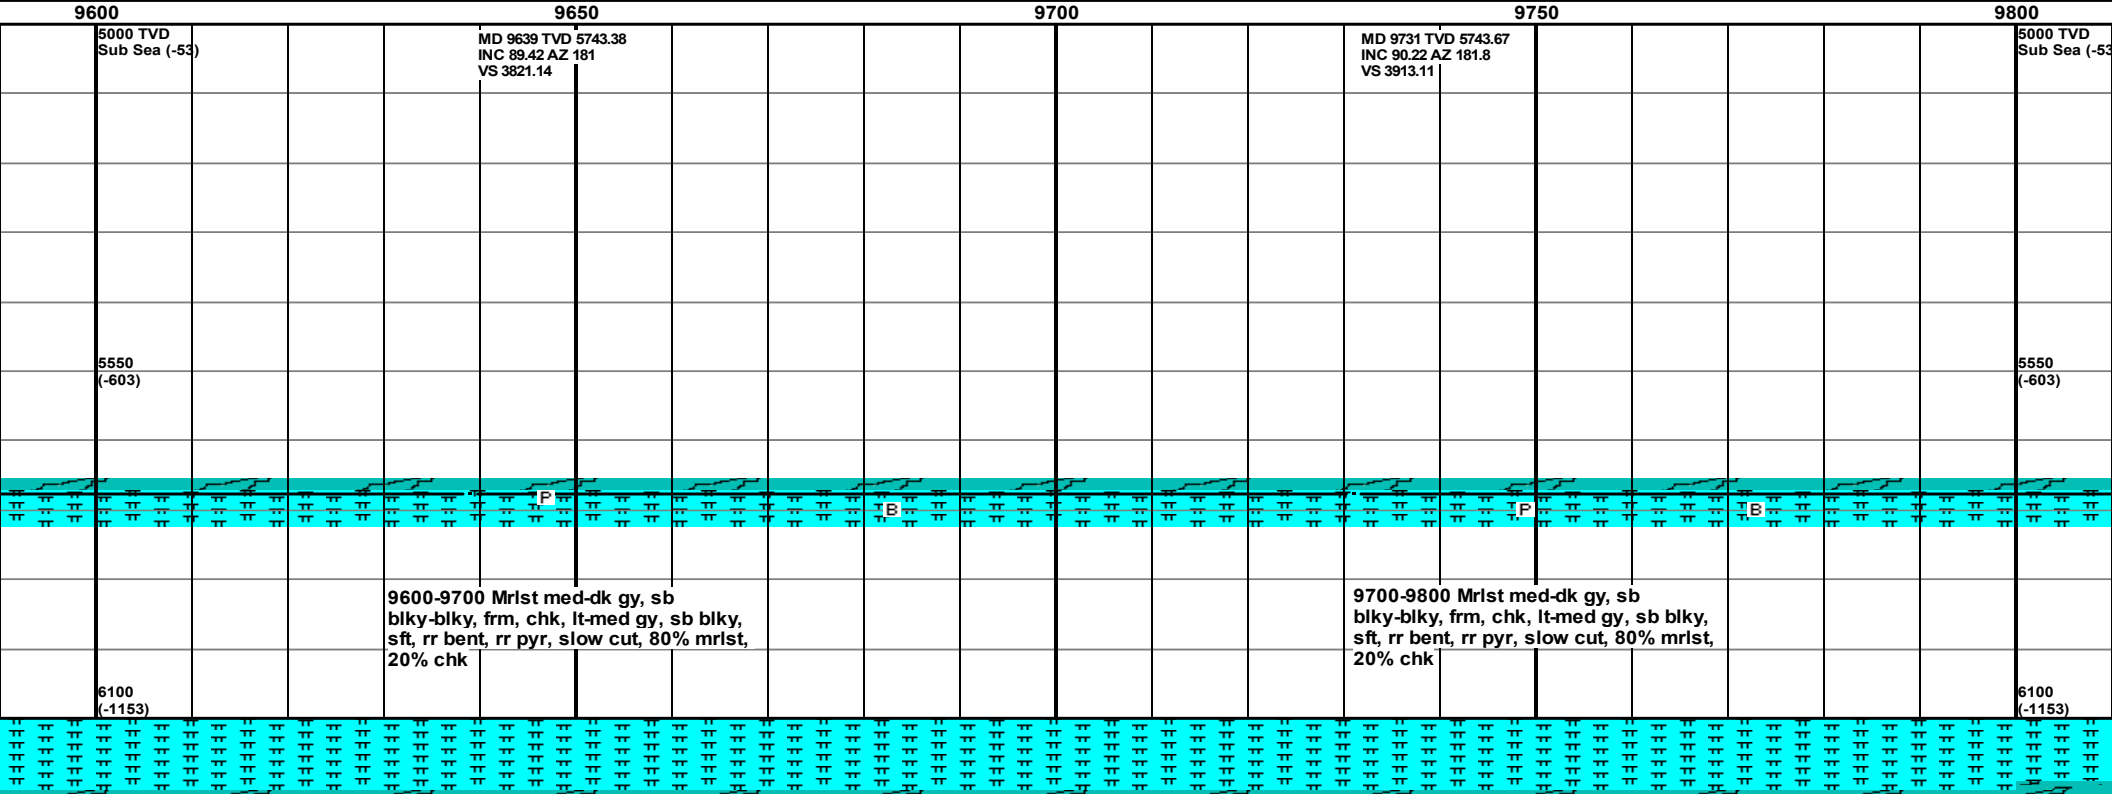 9600 9650 9700 9750 9800
5000 TVD
Sub Sea (-53)
MD 9639 TVD 5743.38
INC 89.42 AZ 181
VS 3821.14
MD 9731 TVD 5743.67
INC 90.22 AZ 181.8
VS 3913.11
5000 TVD
Sub Sea (-53
5550
(-603)
5550
(-603)
P
B
P
B
9600-9700 Mrlst med-dk gy, sb
blky-blky, frm, chk, lt-med gy, sb blky,
sft, rr bent, rr pyr, slow cut, 80% mrlst,
20% chk
9700-9800 Mrlst med-dk gy, sb
blky-blky, frm, chk, lt-med gy, sb blky,
sft, rr bent, rr pyr, slow cut, 80% mrlst,
20% chk
6100
(-1153)
6100
(-1153)